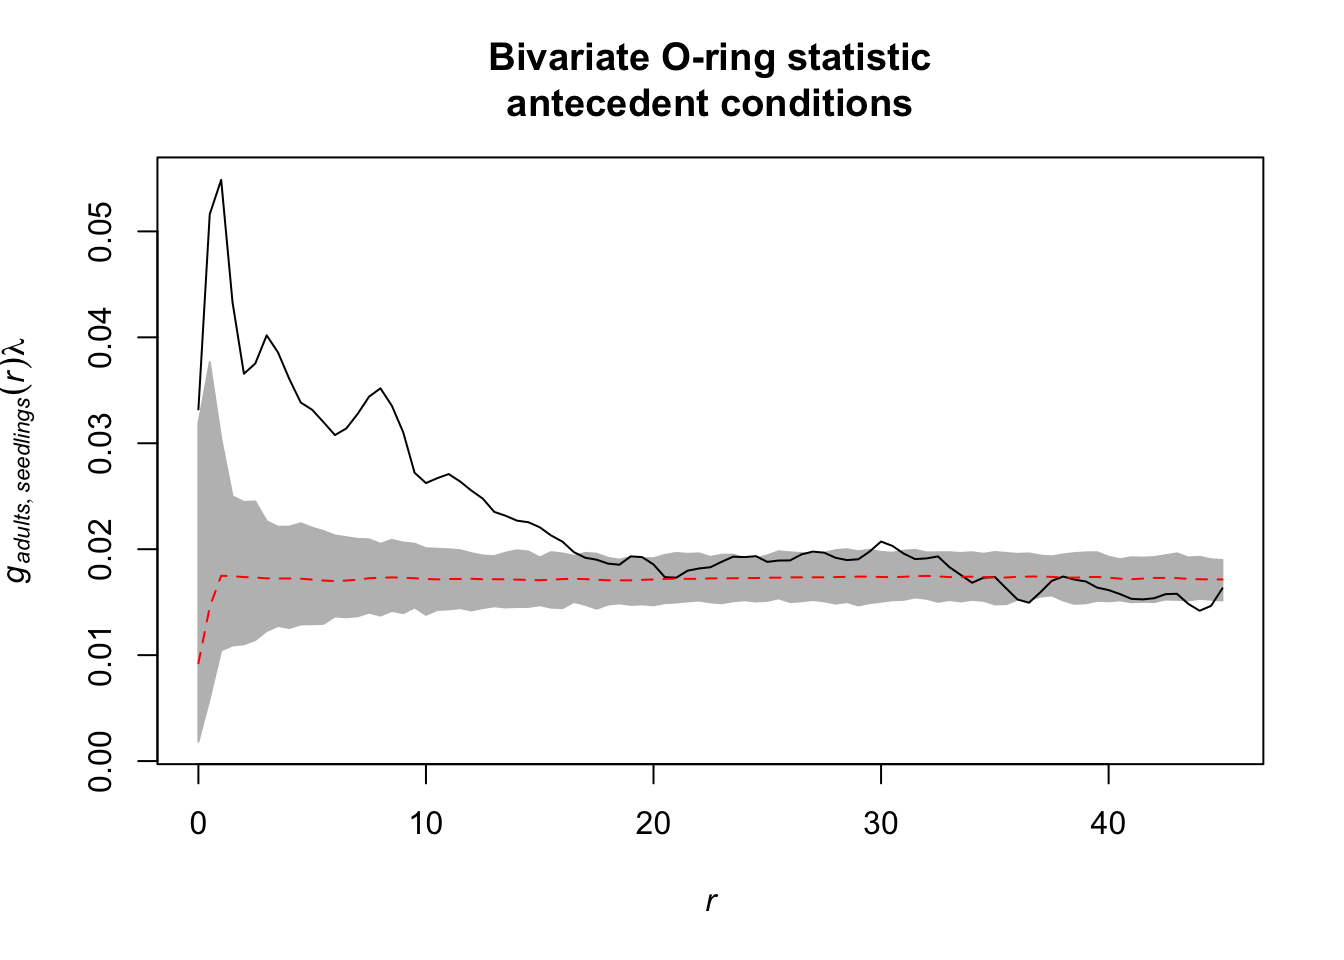 Bivariate O-ring statistic
antecedent conditions
g adults, seedlings (r)λ
0.05
0.04
0.03
0.02
0.01
0.00
0 10 20 30 40
r